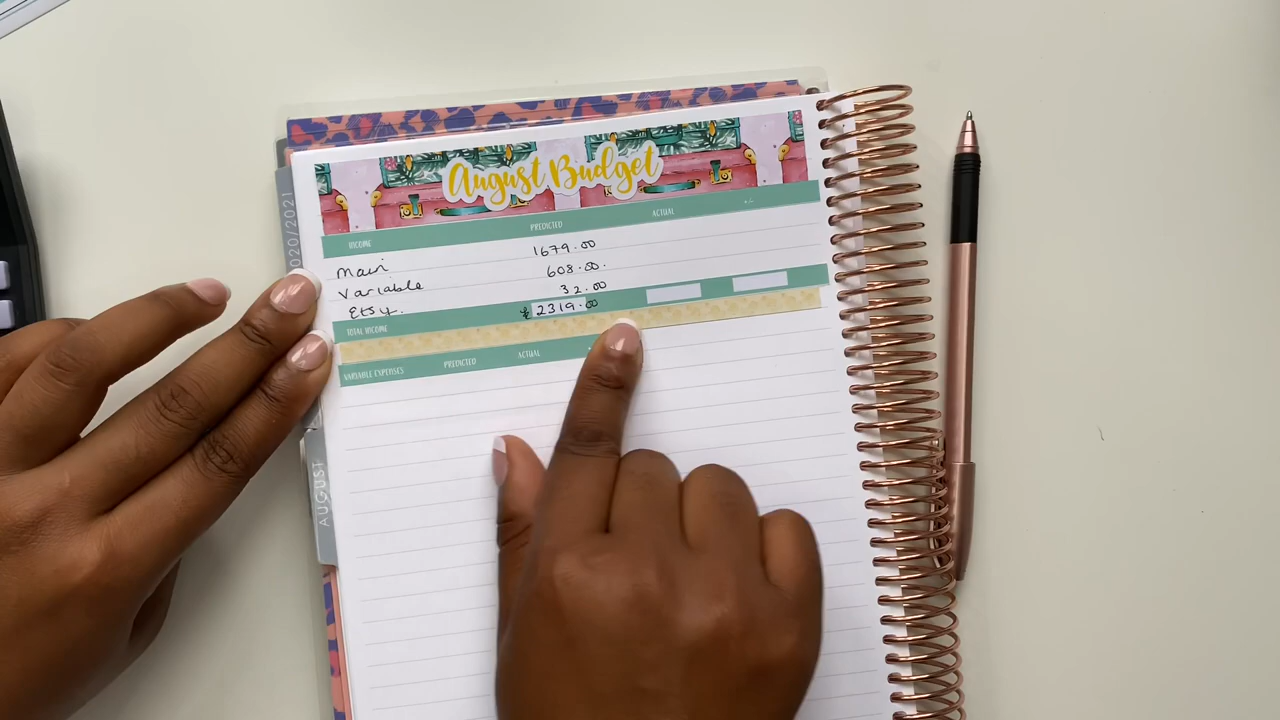 2020/2021
August Budget
INCOME PREDICTED ACTUAL +/-
Main 1679.00
Variable 608.00
Etsy 32.00
TOTAL INCOME £2319.00
VARIABLE EXPENSES PREDICTED ACTUAL
AUGUST